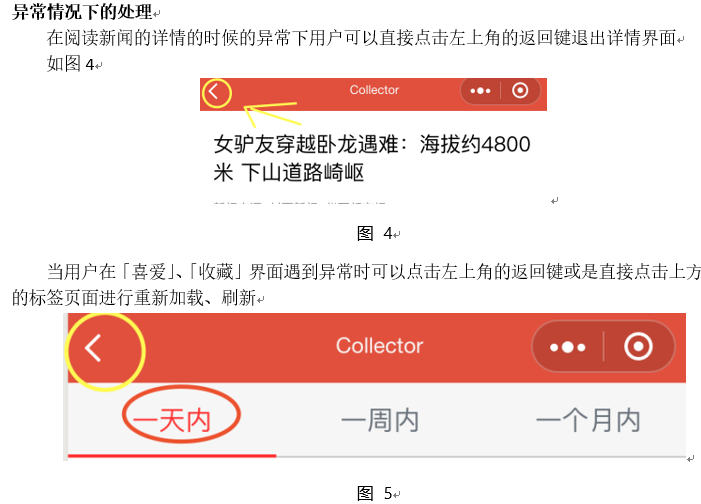 异常情况下的处理
在阅读新闻的详情的时候的异常下用户可以直接点击左上角的返回键退出详情界面
如图 4
Collector
女驴友穿越卧龙遇难：海拔约4800
米 下山道路崎岖
图 4
当用户在「喜爱」、「收藏」界面遇到异常时可以点击左上角的返回键或是直接点击上方
的标签页面进行重新加载、刷新
Collector
一天内 一周内 一个月内
图 5